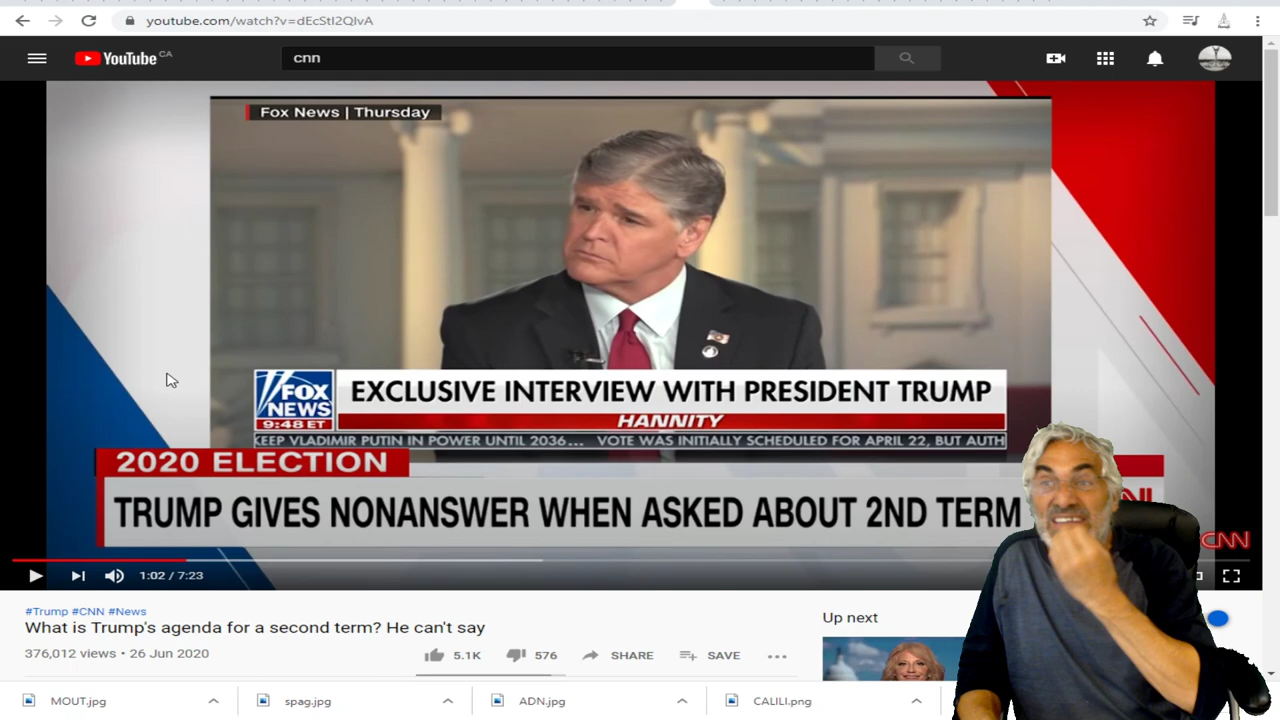 youtube.com/watch?v=dEcStI2QIvA
YouTube CA
cnn
Fox News | Thursday
FOX
NEWS
9:48 ET
EXCLUSIVE INTERVIEW WITH PRESIDENT TRUMP
HANNITY
KEEP VLADIMIR PUTIN IN POWER UNTIL 2036... VOTE WAS INITIALLY SCHEDULED FOR APRIL 22, BUT AUTH
2020 ELECTION
TRUMP GIVES NONANSWER WHEN ASKED ABOUT 2ND TERM
CNN
1:02 / 7:23
#Trump #CNN #News
What is Trump's agenda for a second term? He can't say
376,012 views • 26 Jun 2020
5.1K
576
SHARE
SAVE
Up next
MOUT.jpg
spag.jpg
ADN.jpg
CALILI.png